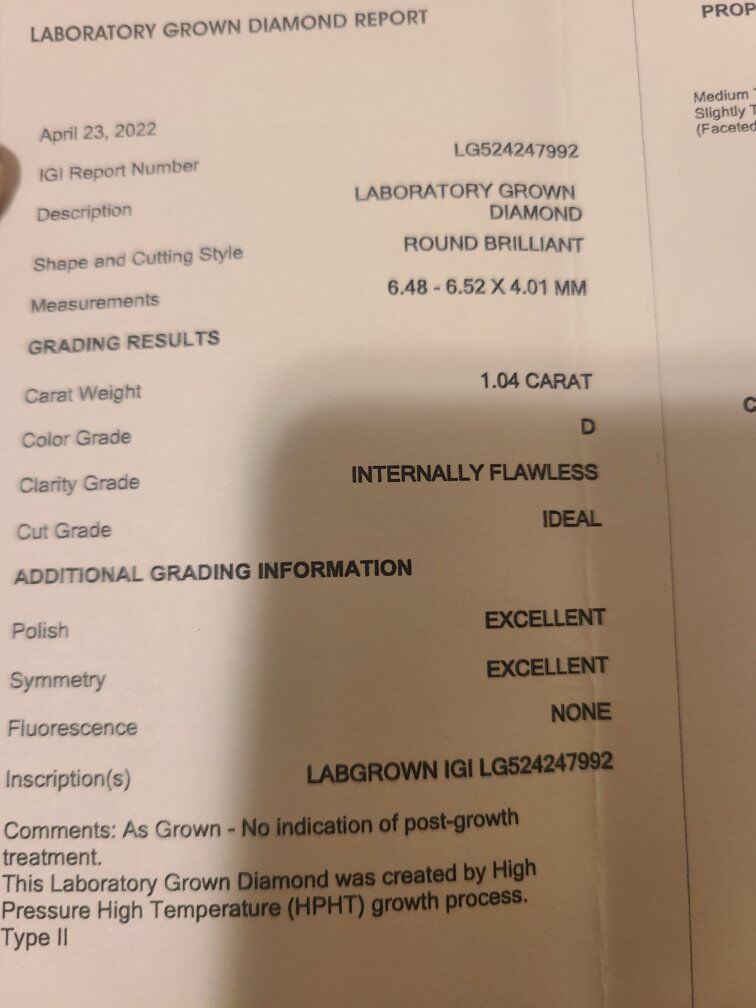 LABORATORY GROWN DIAMOND REPORT
April 23, 2022
IGI Report Number LG524247992
Description LABORATORY GROWN
DIAMOND
Shape and Cutting Style ROUND BRILLIANT
Measurements 6.48 - 6.52 X 4.01 MM
GRADING RESULTS
Carat Weight 1.04 CARAT
Color Grade D
Clarity Grade INTERNALLY FLAWLESS
Cut Grade IDEAL
ADDITIONAL GRADING INFORMATION
Polish EXCELLENT
Symmetry EXCELLENT
Fluorescence NONE
Inscription(s) LABGROWN IGI LG524247992
Comments: As Grown - No indication of post-growth
treatment.
This Laboratory Grown Diamond was created by High
Pressure High Temperature (HPHT) growth process.
Type II
PROP
Medium
Slightly T
(Faceted